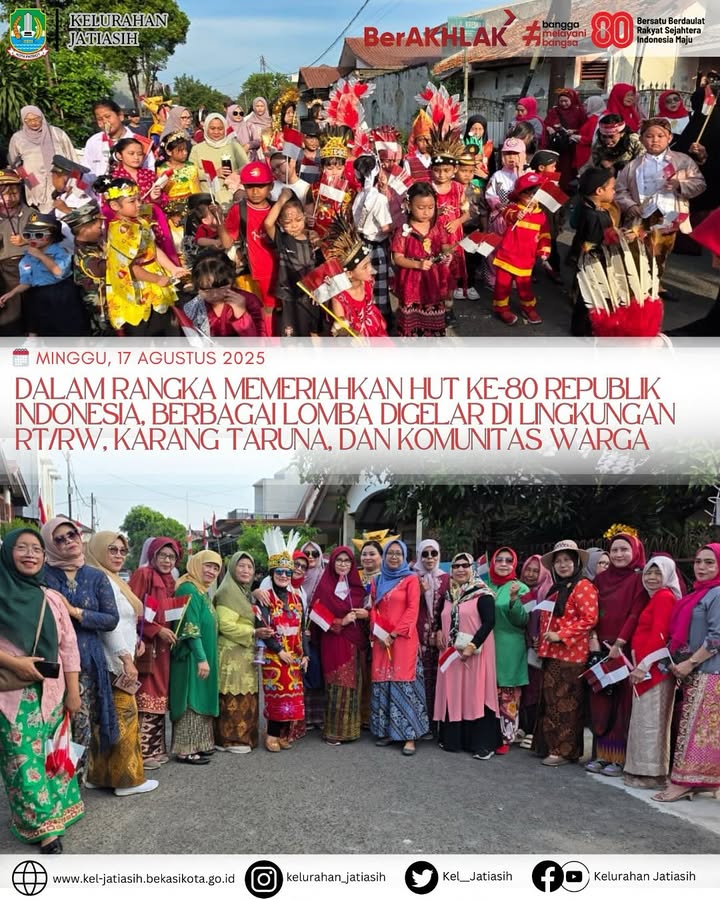 KELURAHAN
JATIASIH
BerAKHLAK
#bangga
melayani
bangsa
80
Bersatu Berdaulat
Rakyat Sejahtera
Indonesia Maju
MINGGU, 17 AGUSTUS 2025
DALAM RANGKA MEMERIAHKAN HUT KE-80 REPUBLIK
INDONESIA, BERBAGAI LOMBA DIGELAR DI LINGKUNGAN
RT/RW, KARANG TARUNA, DAN KOMUNITAS WARGA
www.kel-jatiasih.bekasikota.go.id
kelurahan_jatiasih
Kel__Jatiasih
Kelurahan Jatiasih